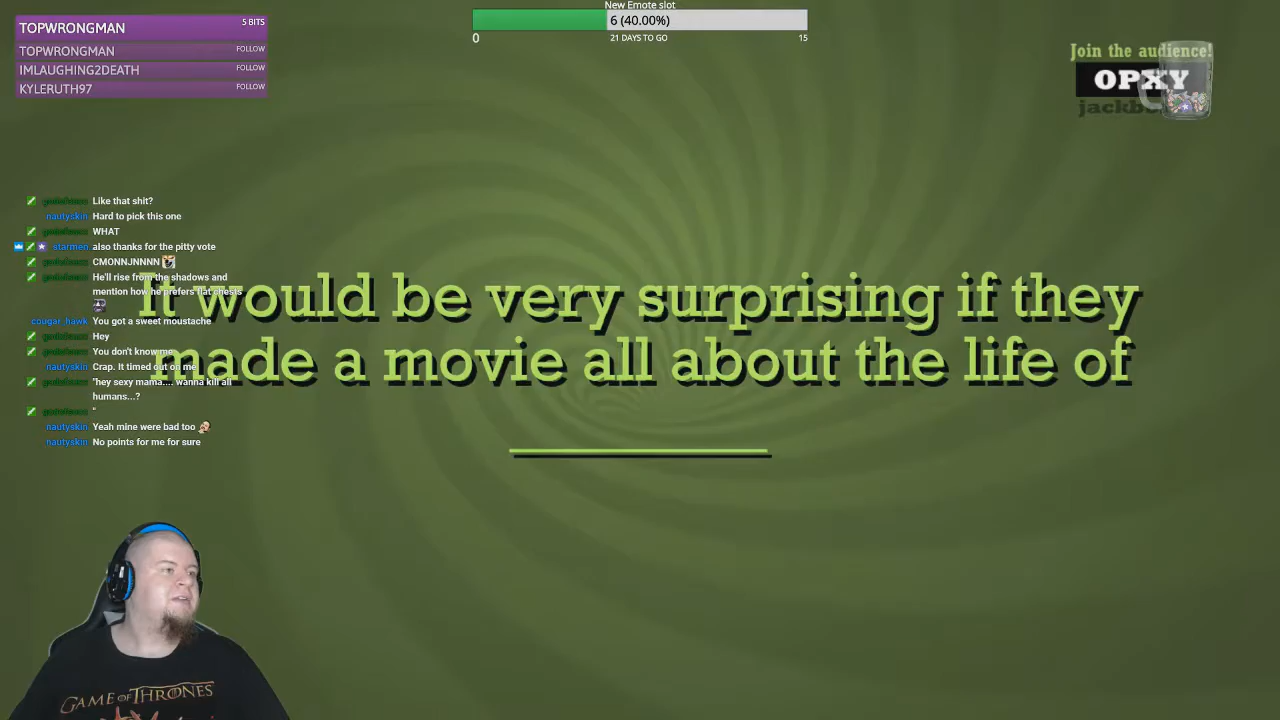 TOPWRONGMAN 5 BITS
TOPWRONGMAN FOLLOW
IMLAUGHING2DEATH FOLLOW
KYLERUTH97 FOLLOW
New Emote slot
6 (40.00%)
0 21 DAYS TO GO 15
Join the audience!
OPXY
Like that shit?
nautyskin Hard to pick this one
WHAT
also thanks for the pitty vote
CMONNJNNNN
He'll rise from the shadows and
mention how he prefers flat chests
cougar_hawk You got a sweet moustache
Hey
You don't know me
nautyskin Crap. It timed out on me
"hey sexy mama.... wanna kill all
humans...?
"
nautyskin Yeah mine were bad too
nautyskin No points for me for sure
It would be very surprising if they
made a movie all about the life of
GAME OF THRONES